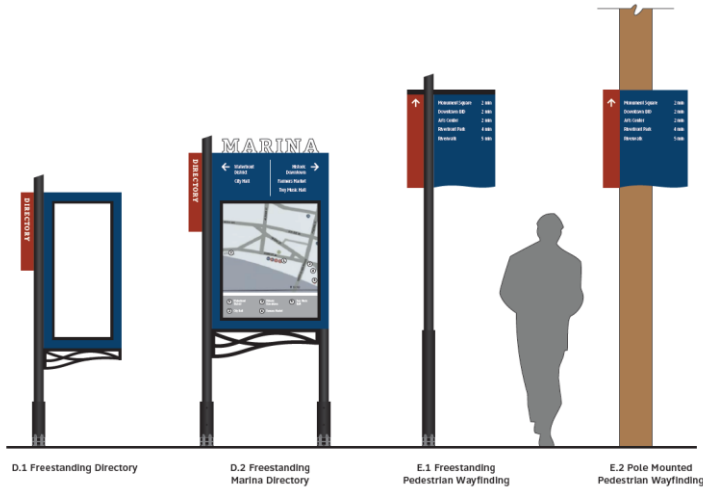 DIRECTORY
D.1 Freestanding Directory
MARINA
DIRECTORY
Waterfront
District
City Hall
Historic
Downtown
Farmers Market
Troy Music Hall
D.2 Freestanding
Marina Directory
Monument Square 2 min
Downtown BID 2 min
Arts Center 2 min
Riverfront Park 4 min
Riverwalk 5 min
E.1 Freestanding
Pedestrian Wayfinding
Monument Square 2 min
Downtown BID 2 min
Arts Center 2 min
Riverfront Park 4 min
Riverwalk 5 min
E.2 Pole Mounted
Pedestrian Wayfinding